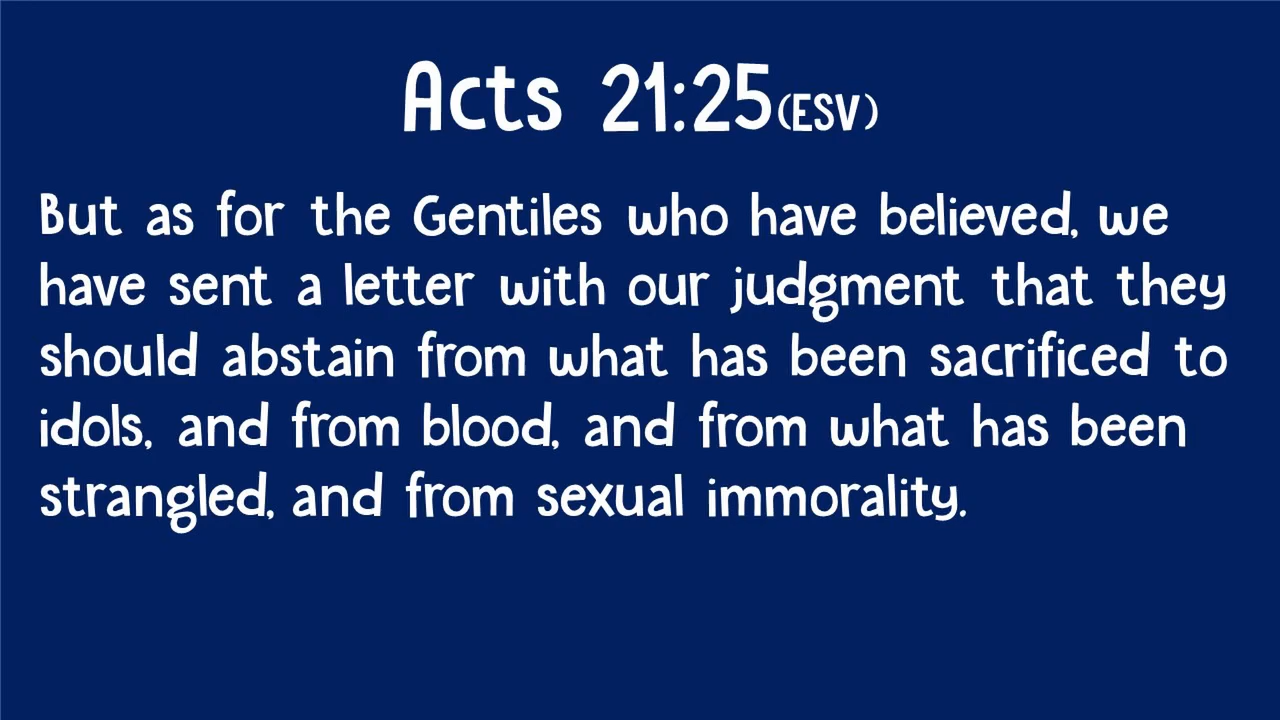 Acts 21:25(ESV)
But as for the Gentiles who have believed, we
have sent a letter with our judgment that they
should abstain from what has been sacrificed to
idols, and from blood, and from what has been
strangled, and from sexual immorality.